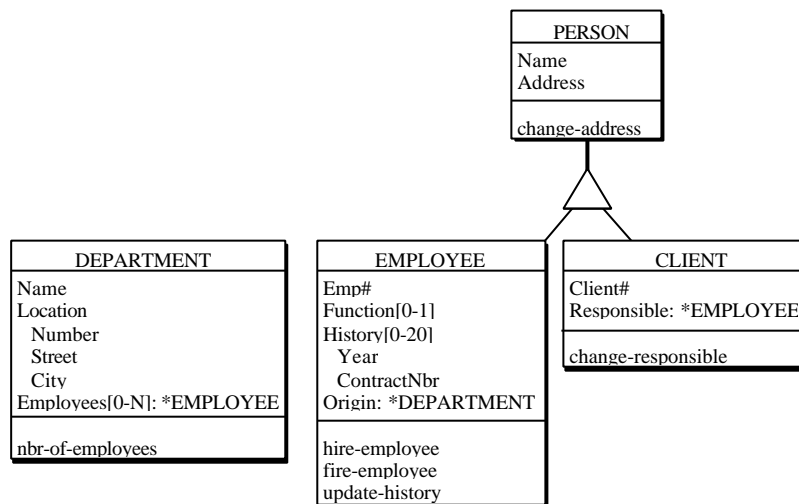 PERSON
Name
Address
change-address
DEPARTMENT
Name
Location
Number
Street
City
Employees[0-N]: *EMPLOYEE
nbr-of-employees
EMPLOYEE
Emp#
Function[0-1]
History[0-20]
Year
ContractNbr
Origin: *DEPARTMENT
hire-employee
fire-employee
update-history
CLIENT
Client#
Responsible: *EMPLOYEE
change-responsible